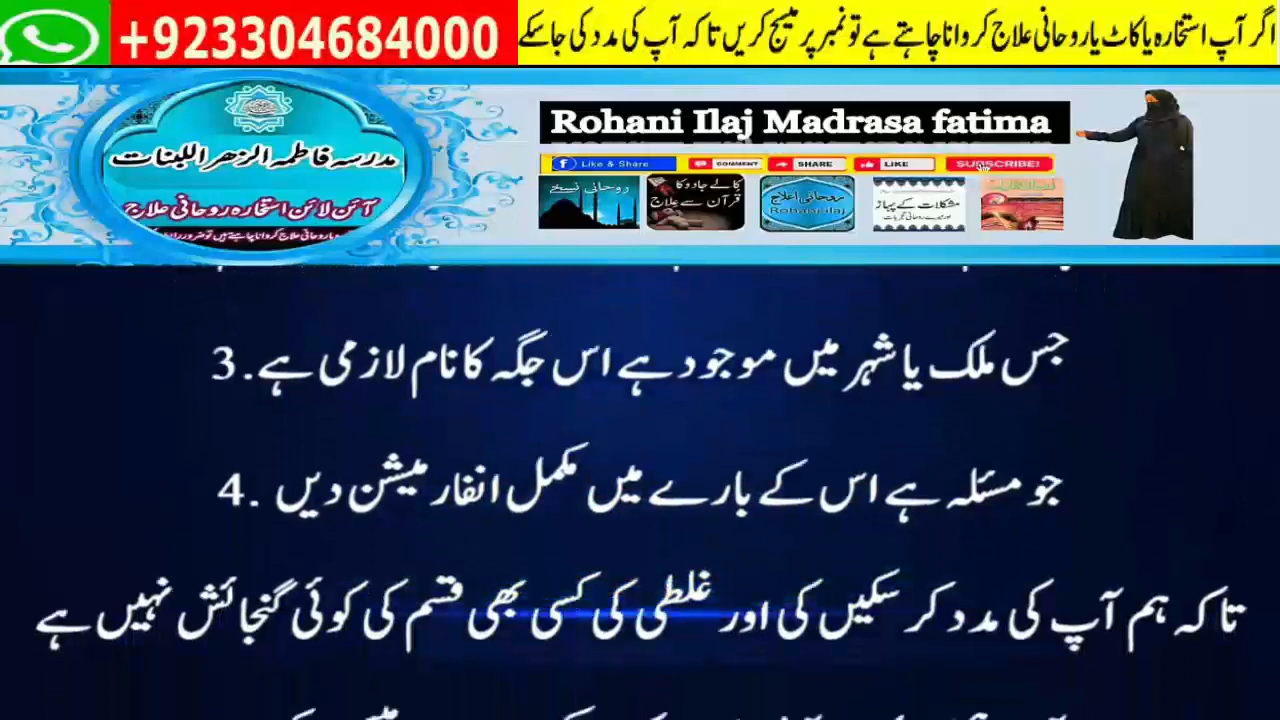 +923304684000
اگر آپ استخارہ یا کاٹ یا روحانی علاج کروانا چاہتے ہے تو نمبر پر میسج کریں تاکہ آپ کی مدد کی جا سکے
مدرسہ فاطمہ الزھرا للبنات
آئن لائن استخارہ روحانی علاج
Rohani Ilaj Madrasa fatima
Like & Share
COMMENT
SHARE
LIKE
SUBSCRIBE!
روحانی نسخے
کالے جادو کا
قرآن سے علاج
روحانی علاج
Rohani Ilaj
مشکلات کے پہاڑ
جس ملک یا شہر میں موجود ہے اس جگہ کا نام لازمی ہے.3
جو مسئلہ ہے اس کے بارے میں مکمل انفارمیشن دیں .4
تاکہ ہم آپ کی مدد کر سکیں کی اور غلطی کی کسی بھی قسم کی کوئی گنجائش نہیں ہے